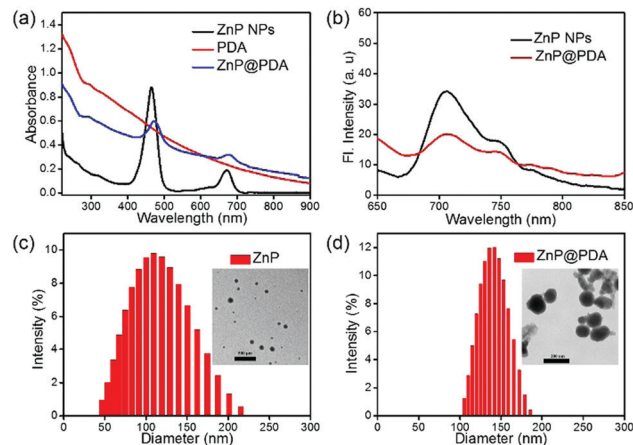 (a)
ZnP NPs
PDA
ZnP@PDA
Absorbance
1.4
1.2
1.0
0.8
0.6
0.4
0.2
0.0
300 400 500 600 700 800 900
Wavelength (nm)
(b)
ZnP NPs
ZnP@PDA
Fl. Intensity (a. u)
60
50
40
30
20
10
0
650 700 750 800 850
Wavelength (nm)
(c)
ZnP
Intensity (%)
10
8
6
4
2
0
0 50 100 150 200 250 300
Diameter (nm)
(d)
ZnP@PDA
Intensity (%)
12
10
8
6
4
2
0
0 50 100 150 200 250 300
Diameter (nm)